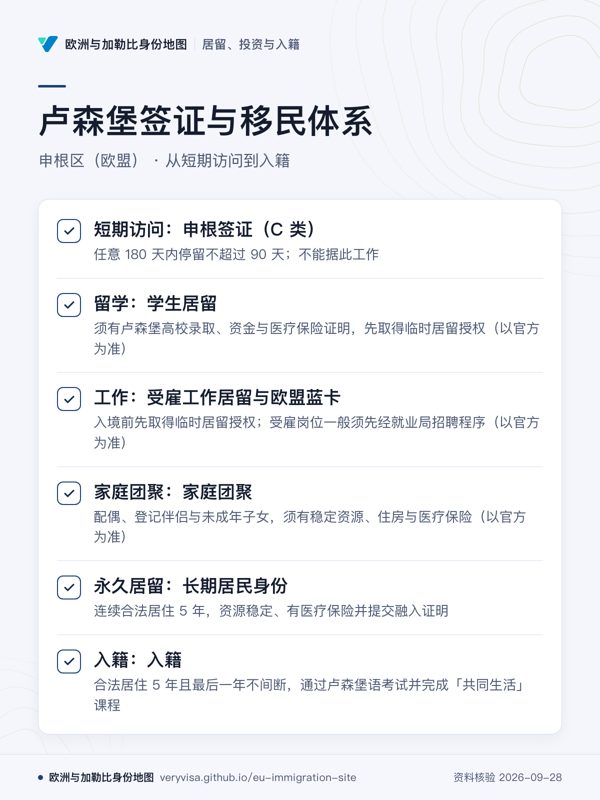 欧洲与加勒比身份地图 居留、投资与入籍
卢森堡签证与移民体系
申根区（欧盟） · 从短期访问到入籍
短期访问：申根签证（C 类）
任意 180 天内停留不超过 90 天；不能据此工作
留学：学生居留
须有卢森堡高校录取、资金与医疗保险证明，先取得临时居留授权（以官方
为准）
工作：受雇工作居留与欧盟蓝卡
入境前先取得临时居留授权；受雇岗位一般须先经就业局招聘程序（以官方
为准）
家庭团聚：家庭团聚
配偶、登记伴侣与未成年子女，须有稳定资源、住房与医疗保险（以官方
为准）
永久居留：长期居民身份
连续合法居住 5 年，资源稳定、有医疗保险并提交融入证明
入籍：入籍
合法居住 5 年且最后一年不间断，通过卢森堡语考试并完成「共同生活」
课程
欧洲与加勒比身份地图 veryvisa.github.io/eu-immigration-site 资料核验 2026-09-28